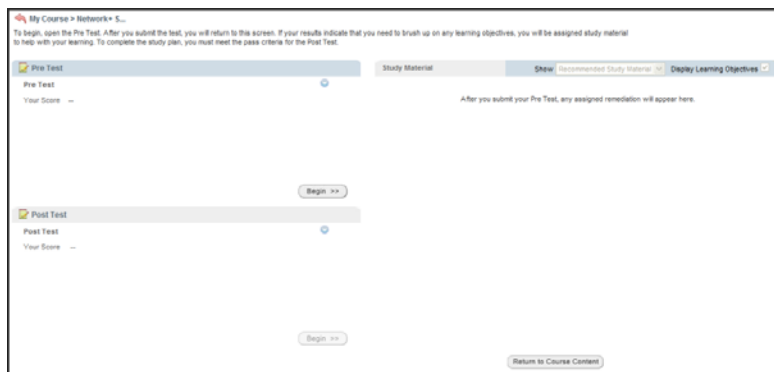 My Course > Network+ S...
To begin, open the Pre Test. After you submit the test, you will return to this screen. If your results indicate that you need to brush up on any learning objectives, you will be assigned study material
to help with your learning. To complete the study plan, you must meet the pass criteria for the Post Test.
Pre Test
Pre Test
Your Score --
Begin >>
Study Material Show Recommended Study Material Display Learning Objectives
After you submit your Pre Test, any assigned remediation will appear here.
Post Test
Post Test
Your Score --
Begin >>
Return to Course Content